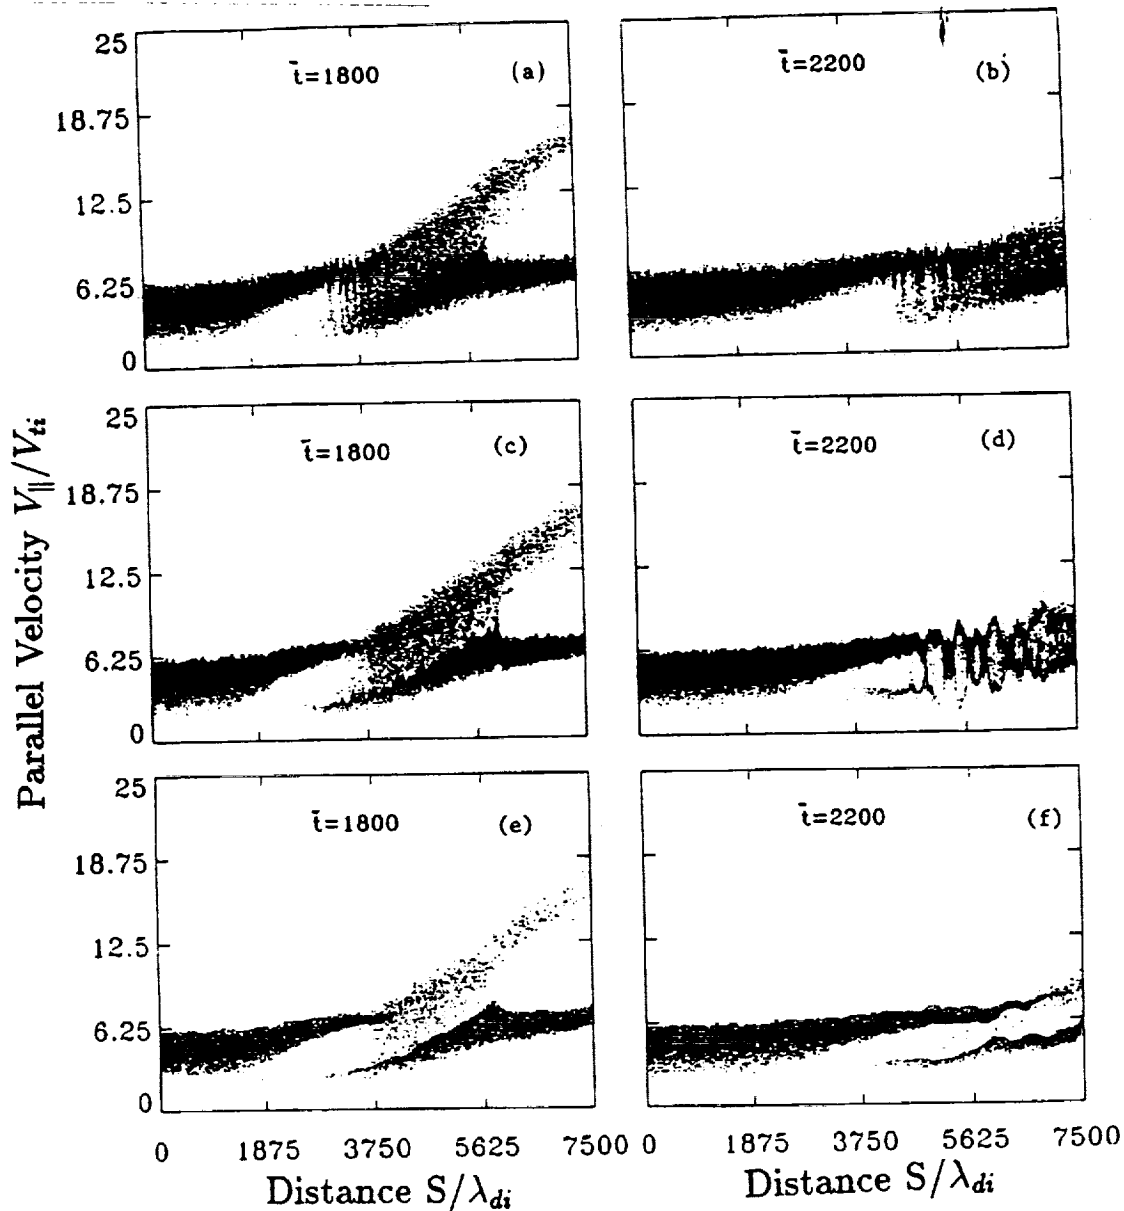 25
18.75
12.5
6.25
0
t̄=1800
(a)
t̄=2200
(b)
25
18.75
12.5
6.25
0
t̄=1800
(c)
t̄=2200
(d)
Parallel Velocity V∥/Vti
25
18.75
12.5
6.25
0
t̄=1800
(e)
t̄=2200
(f)
0 1875 3750 5625 7500
0 1875 3750 5625 7500
Distance S/λdi
Distance S/λdi